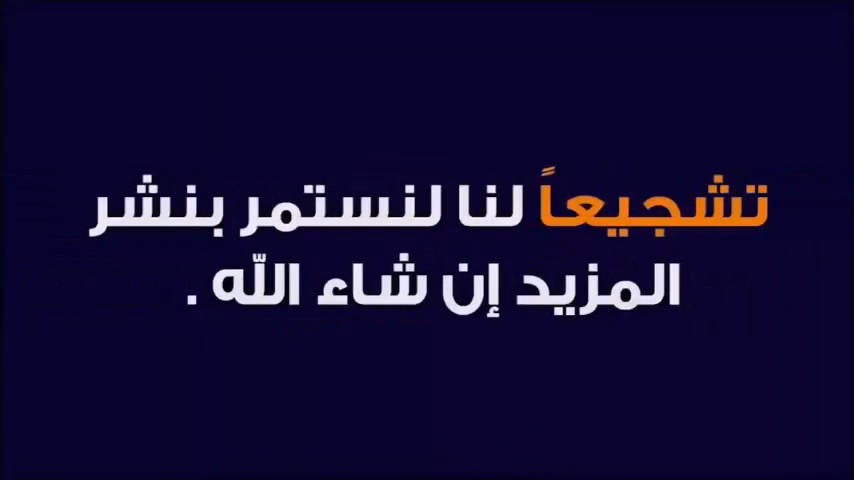 تشجيعاً لنا لنستمر بنشر
المزيد إن شاء الله .